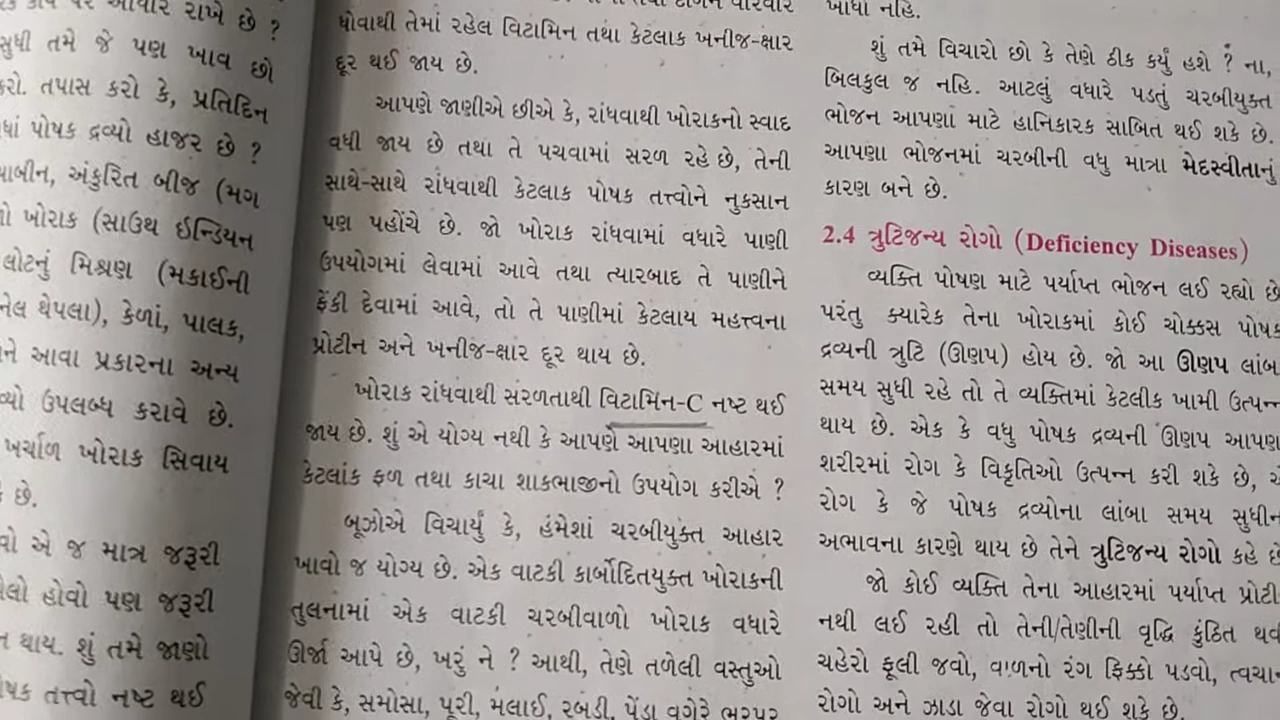 રાખે છે ?
સુધી તમે જે પણ ખાવ છો
કરો. તપાસ કરો કે, પ્રતિદિન
પોષક દ્રવ્યો હાજર છે ?
અંકુરિત બીજ (મગ
ખોરાક (સાઉથ ઈન્ડિયન
લોટનું મિશ્રણ (મકાઈની
થેપલા), કેળાં, પાલક,
આવા પ્રકારના અન્ય
ઉપલબ્ધ કરાવે છે.
ખર્ચાળ ખોરાક સિવાય
છે.
એ જ માત્ર જરૂરી
હોવો પણ જરૂરી
થાય. શું તમે જાણો
તત્ત્વો નષ્ટ થઈ
વારંવાર
ધોવાથી તેમાં રહેલ વિટામિન તથા કેટલાક ખનીજ-ક્ષાર
દૂર થઈ જાય છે.
આપણે જાણીએ છીએ કે, રાંધવાથી ખોરાકનો સ્વાદ
વધી જાય છે તથા તે પચવામાં સરળ રહે છે, તેની
સાથે-સાથે રાંધવાથી કેટલાક પોષક તત્ત્વોને નુકસાન
પણ પહોંચે છે. જો ખોરાક રાંધવામાં વધારે પાણી
ઉપયોગમાં લેવામાં આવે તથા ત્યારબાદ તે પાણીને
ફેંકી દેવામાં આવે, તો તે પાણીમાં કેટલાય મહત્ત્વના
પ્રોટીન અને ખનીજ-ક્ષાર દૂર થાય છે.
ખોરાક રાંધવાથી સરળતાથી વિટામિન-C નષ્ટ થઈ
જાય છે. શું એ યોગ્ય નથી કે આપણે આપણા આહારમાં
કેટલાંક ફળ તથા કાચા શાકભાજીનો ઉપયોગ કરીએ ?
બૂઝોએ વિચાર્યું કે, હંમેશાં ચરબીયુક્ત આહાર
ખાવો જ યોગ્ય છે. એક વાટકી કાર્બોદિતયુક્ત ખોરાકની
તુલનામાં એક વાટકી ચરબીવાળો ખોરાક વધારે
ઊર્જા આપે છે, ખરું ને ? આથી, તેણે તળેલી વસ્તુઓ
જેવી કે, સમોસા, પૂરી, મલાઈ, રબડી, પેંડા વગેરે ભરપૂર
ખાધા નહિ.
શું તમે વિચારો છો કે તેણે ઠીક કર્યું હશે ? ના,
બિલકુલ જ નહિ. આટલું વધારે પડતું ચરબીયુક્ત
ભોજન આપણા માટે હાનિકારક સાબિત થઈ શકે છે.
આપણા ભોજનમાં ચરબીની વધુ માત્રા મેદસ્વીતાનું
કારણ બને છે.
2.4 ત્રુટિજન્ય રોગો (Deficiency Diseases)
વ્યક્તિ પોષણ માટે પર્યાપ્ત ભોજન લઈ રહ્યો છે
પરંતુ ક્યારેક તેના ખોરાકમાં કોઈ ચોક્કસ પોષક
દ્રવ્યની ત્રુટિ (ઊણપ) હોય છે. જો આ ઊણપ લાંબા
સમય સુધી રહે તો તે વ્યક્તિમાં કેટલીક ખામી ઉત્પન્ન
થાય છે. એક કે વધુ પોષક દ્રવ્યની ઊણપ આપણા
શરીરમાં રોગ કે વિકૃતિઓ ઉત્પન્ન કરી શકે છે,
રોગ કે જે પોષક દ્રવ્યોના લાંબા સમય સુધીના
અભાવના કારણે થાય છે તેને ત્રુટિજન્ય રોગો કહે છે
જો કોઈ વ્યક્તિ તેના આહારમાં પર્યાપ્ત પ્રોટી
નથી લઈ રહી તો તેની/તેણીની વૃદ્ધિ કુંઠિત થવી
ચહેરો ફૂલી જવો, વાળનો રંગ ફિક્કો પડવો, ત્વચાના
રોગો અને ઝાડા જેવા રોગો થઈ શકે છે.